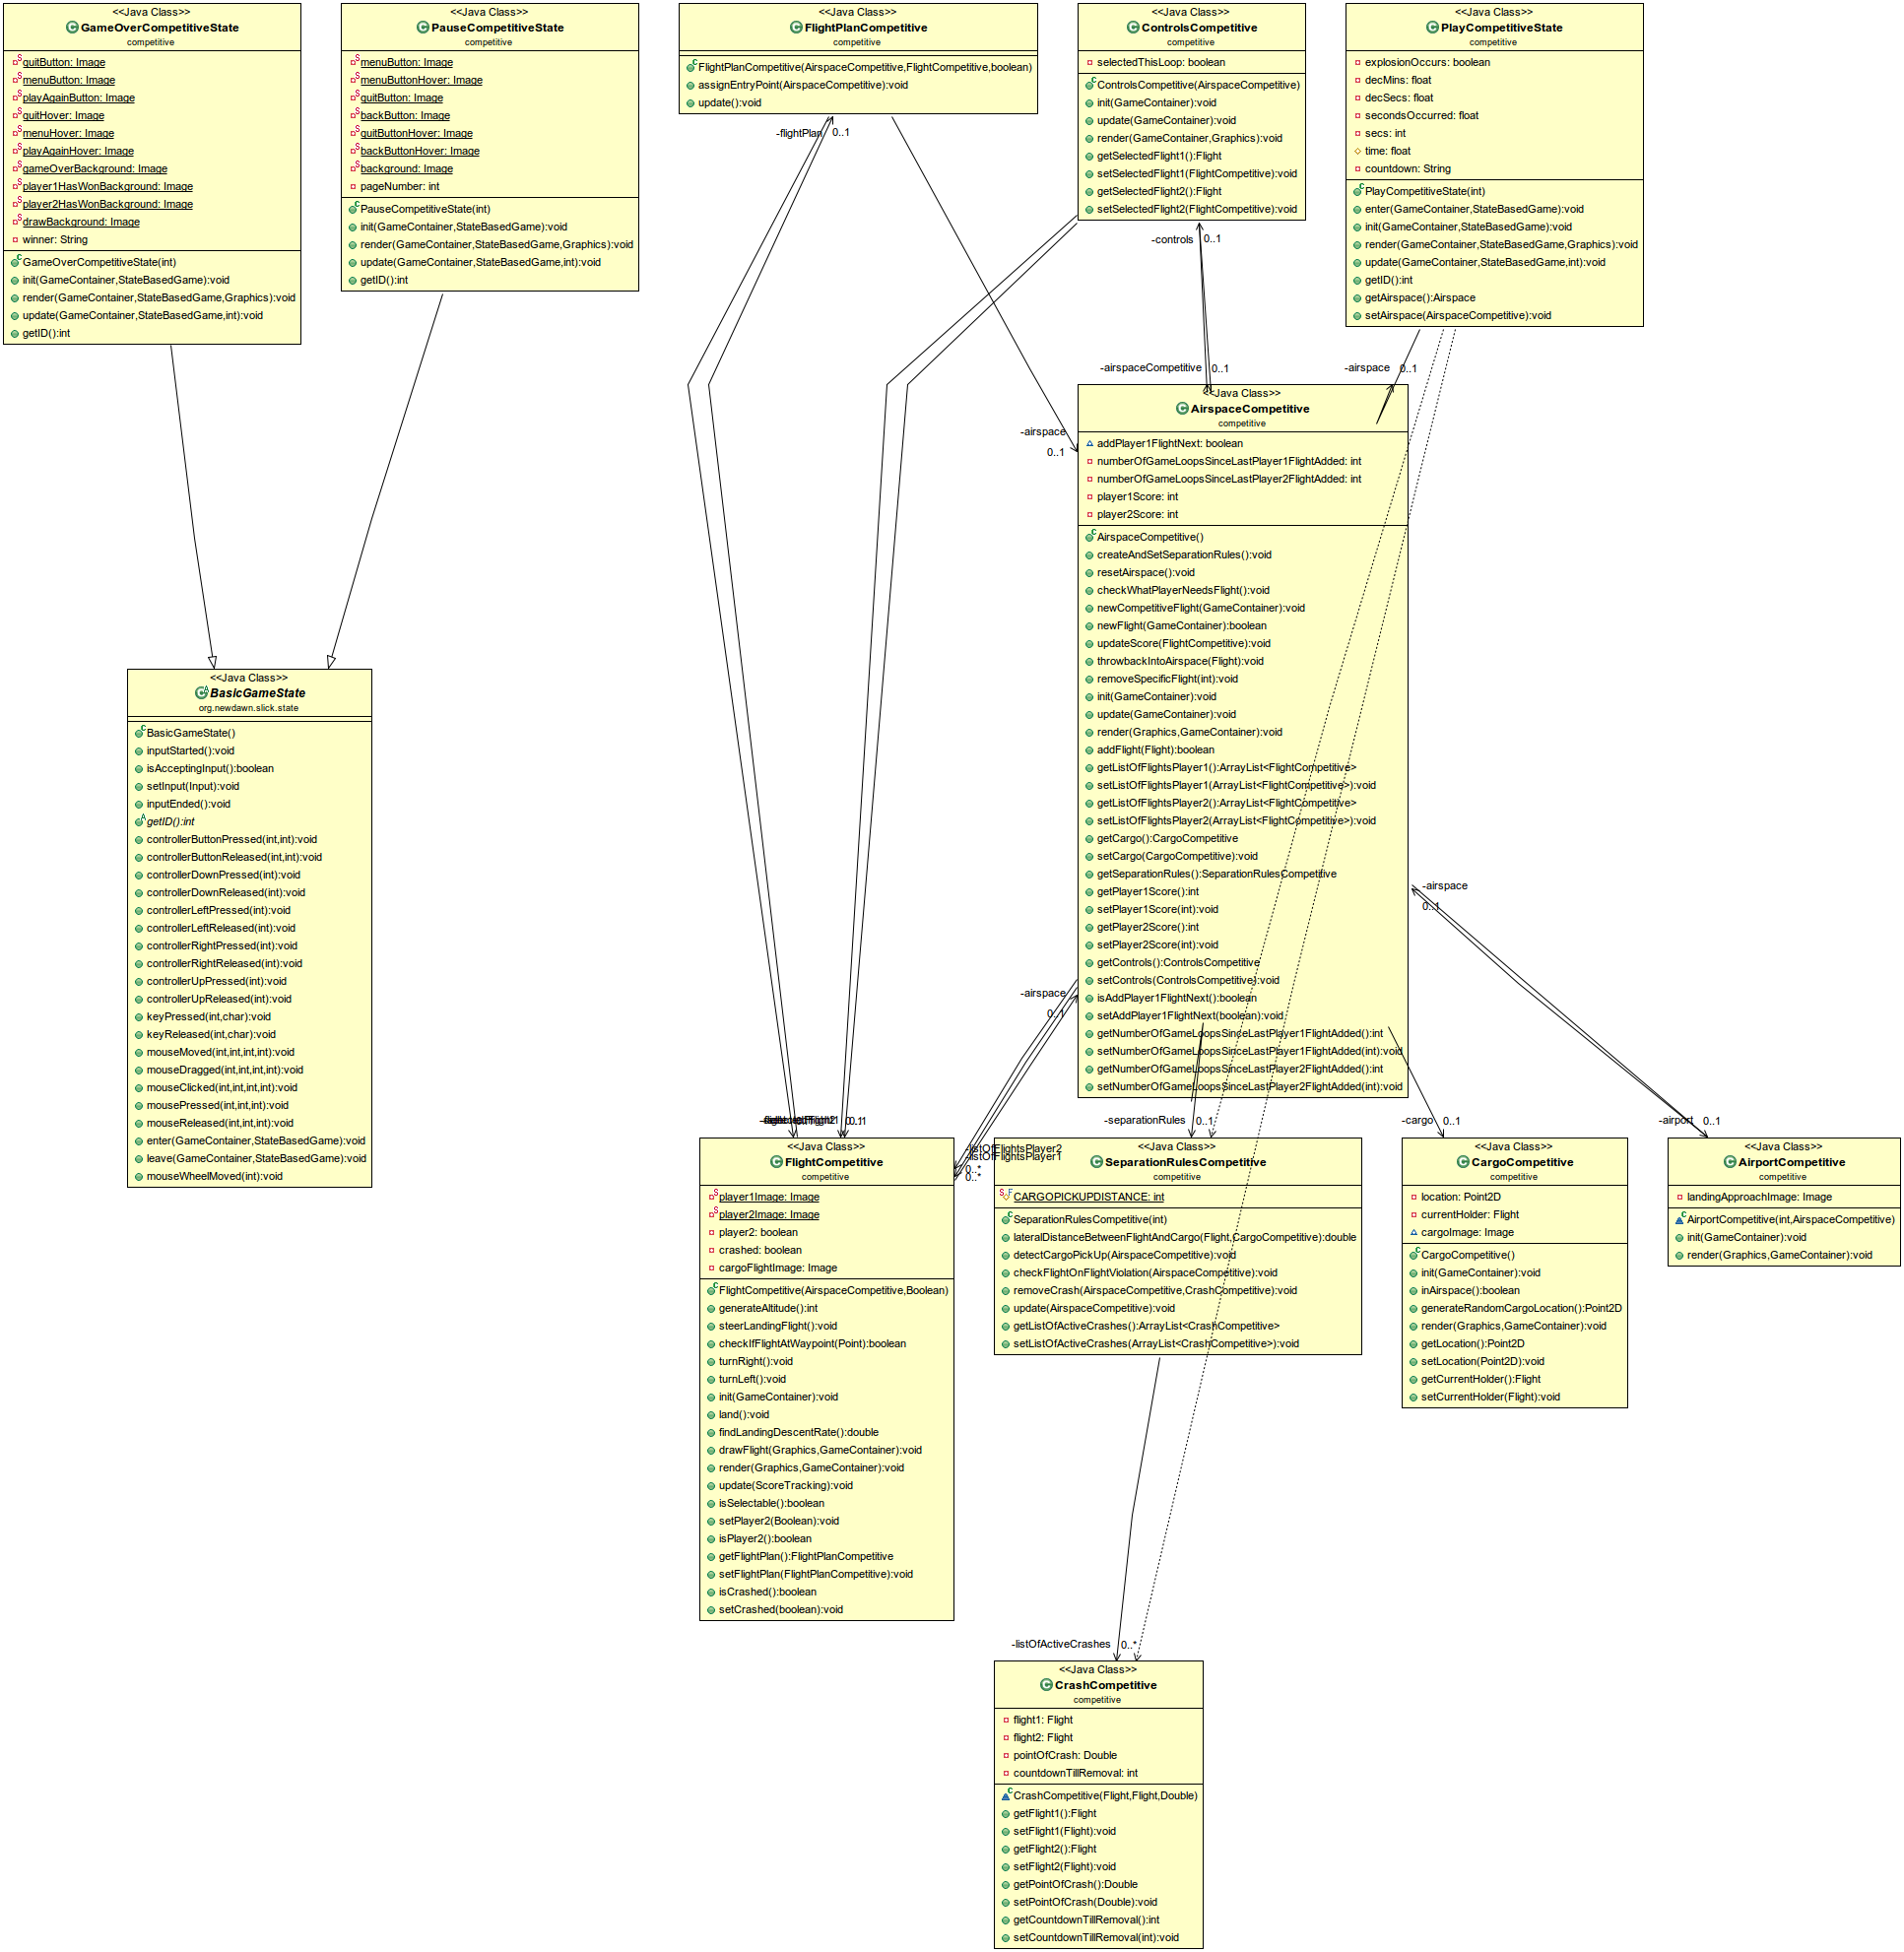 <<Java Class>>
GameOverCompetitiveState
competitive
quitButton: Image
menuButton: Image
playAgainButton: Image
quitHover: Image
menuHover: Image
playAgainHover: Image
gameOverBackground: Image
player1HasWonBackground: Image
player2HasWonBackground: Image
drawBackground: Image
winner: String
GameOverCompetitiveState(int)
init(GameContainer,StateBasedGame):void
render(GameContainer,StateBasedGame,Graphics):void
update(GameContainer,StateBasedGame,int):void
getID():int
<<Java Class>>
PauseCompetitiveState
competitive
menuButton: Image
menuButtonHover: Image
quitButton: Image
backButton: Image
quitButtonHover: Image
backButtonHover: Image
background: Image
pageNumber: int
PauseCompetitiveState(int)
init(GameContainer,StateBasedGame):void
render(GameContainer,StateBasedGame,Graphics):void
update(GameContainer,StateBasedGame,int):void
getID():int
<<Java Class>>
FlightPlanCompetitive
competitive
FlightPlanCompetitive(AirspaceCompetitive,FlightCompetitive,boolean)
assignEntryPoint(AirspaceCompetitive):void
update():void
-flightPlan 0..1
<<Java Class>>
ControlsCompetitive
competitive
selectedThisLoop: boolean
ControlsCompetitive(AirspaceCompetitive)
init(GameContainer):void
update(GameContainer):void
render(GameContainer,Graphics):void
getSelectedFlight1():Flight
setSelectedFlight1(FlightCompetitive):void
getSelectedFlight2():Flight
setSelectedFlight2(FlightCompetitive):void
-controls 0..1
<<Java Class>>
PlayCompetitiveState
competitive
explosionOccurs: boolean
decMins: float
decSecs: float
secondsOccurred: float
secs: int
time: float
countdown: String
PlayCompetitiveState(int)
enter(GameContainer,StateBasedGame):void
init(GameContainer,StateBasedGame):void
render(GameContainer,StateBasedGame,Graphics):void
update(GameContainer,StateBasedGame,int):void
getID():int
getAirspace():Airspace
setAirspace(AirspaceCompetitive):void
-airspaceCompetitive 0..1
-airspace 0..1
-airspace
0..1
<<Java Class>>
AirspaceCompetitive
competitive
addPlayer1FlightNext: boolean
numberOfGameLoopsSinceLastPlayer1FlightAdded: int
numberOfGameLoopsSinceLastPlayer2FlightAdded: int
player1Score: int
player2Score: int
AirspaceCompetitive()
createAndSetSeparationRules():void
resetAirspace():void
checkWhatPlayerNeedsFlight():void
newCompetitiveFlight(GameContainer):void
newFlight(GameContainer):boolean
updateScore(FlightCompetitive):void
throwbackIntoAirspace(Flight):void
removeSpecificFlight(int):void
init(GameContainer):void
update(GameContainer):void
render(Graphics,GameContainer):void
addFlight(Flight):boolean
getListOfFlightsPlayer1():ArrayList<FlightCompetitive>
setListOfFlightsPlayer1(ArrayList<FlightCompetitive>):void
getListOfFlightsPlayer2():ArrayList<FlightCompetitive>
setListOfFlightsPlayer2(ArrayList<FlightCompetitive>):void
getCargo():CargoCompetitive
setCargo(CargoCompetitive):void
getSeparationRules():SeparationRulesCompetitive
getPlayer1Score():int
setPlayer1Score(int):void
getPlayer2Score():int
setPlayer2Score(int):void
getControls():ControlsCompetitive
setControls(ControlsCompetitive):void
isAddPlayer1FlightNext():boolean
setAddPlayer1FlightNext(boolean):void
getNumberOfGameLoopsSinceLastPlayer1FlightAdded():int
setNumberOfGameLoopsSinceLastPlayer1FlightAdded(int):void
getNumberOfGameLoopsSinceLastPlayer2FlightAdded():int
setNumberOfGameLoopsSinceLastPlayer2FlightAdded(int):void
-airspace
0..1
-airspace
0..1
<<Java Class>>
BasicGameState
org.newdawn.slick.state
BasicGameState()
inputStarted():void
isAcceptingInput():boolean
setInput(Input):void
inputEnded():void
getID():int
controllerButtonPressed(int,int):void
controllerButtonReleased(int,int):void
controllerDownPressed(int):void
controllerDownReleased(int):void
controllerLeftPressed(int):void
controllerLeftReleased(int):void
controllerRightPressed(int):void
controllerRightReleased(int):void
controllerUpPressed(int):void
controllerUpReleased(int):void
keyPressed(int,char):void
keyReleased(int,char):void
mouseMoved(int,int,int,int):void
mouseDragged(int,int,int,int):void
mouseClicked(int,int,int,int):void
mousePressed(int,int,int):void
mouseReleased(int,int,int):void
enter(GameContainer,StateBasedGame):void
leave(GameContainer,StateBasedGame):void
mouseWheelMoved(int):void
-separationRules 0..1
-cargo 0..1
-airport 0..1
-listOfFlightsPlayer2
-listOfFlightsPlayer1
0..*
0..*
<<Java Class>>
FlightCompetitive
competitive
player1Image: Image
player2Image: Image
player2: boolean
crashed: boolean
cargoFlightImage: Image
FlightCompetitive(AirspaceCompetitive,Boolean)
generateAltitude():int
steerLandingFlight():void
checkIfFlightAtWaypoint(Point):boolean
turnRight():void
turnLeft():void
init(GameContainer):void
land():void
findLandingDescentRate():double
drawFlight(Graphics,GameContainer):void
render(Graphics,GameContainer):void
update(ScoreTracking):void
isSelectable():boolean
setPlayer2(Boolean):void
isPlayer2():boolean
getFlightPlan():FlightPlanCompetitive
setFlightPlan(FlightPlanCompetitive):void
isCrashed():boolean
setCrashed(boolean):void
<<Java Class>>
SeparationRulesCompetitive
competitive
CARGOPICKUPDISTANCE: int
SeparationRulesCompetitive(int)
lateralDistanceBetweenFlightAndCargo(Flight,CargoCompetitive):double
detectCargoPickUp(AirspaceCompetitive):void
checkFlightOnFlightViolation(AirspaceCompetitive):void
removeCrash(AirspaceCompetitive,CrashCompetitive):void
update(AirspaceCompetitive):void
getListOfActiveCrashes():ArrayList<CrashCompetitive>
setListOfActiveCrashes(ArrayList<CrashCompetitive>):void
<<Java Class>>
CargoCompetitive
competitive
location: Point2D
currentHolder: Flight
cargoImage: Image
CargoCompetitive()
init(GameContainer):void
inAirspace():boolean
generateRandomCargoLocation():Point2D
render(Graphics,GameContainer):void
getLocation():Point2D
setLocation(Point2D):void
getCurrentHolder():Flight
setCurrentHolder(Flight):void
<<Java Class>>
AirportCompetitive
competitive
landingApproachImage: Image
AirportCompetitive(int,AirspaceCompetitive)
init(GameContainer):void
render(Graphics,GameContainer):void
-listOfActiveCrashes 0..*
<<Java Class>>
CrashCompetitive
competitive
flight1: Flight
flight2: Flight
pointOfCrash: Double
countdownTillRemoval: int
CrashCompetitive(Flight,Flight,Double)
getFlight1():Flight
setFlight1(Flight):void
getFlight2():Flight
setFlight2(Flight):void
getPointOfCrash():Double
setPointOfCrash(Double):void
getCountdownTillRemoval():int
setCountdownTillRemoval(int):void